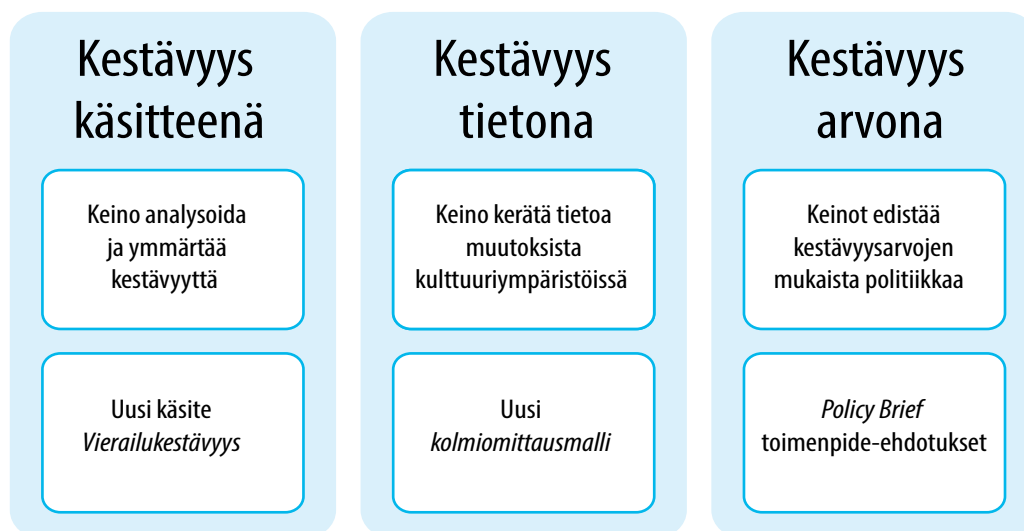 Kestävyys
käsitteenä
Keino analysoida
ja ymmärtää
kestävyyttä
Uusi käsite
Vierailukestävyys
Kestävyys
tietona
Keino kerätä tietoa
muutoksista
kulttuuriympäristöissä
Uusi
kolmiomittausmalli
Kestävyys
arvona
Keinot edistää
kestävyysarvojen
mukaista politiikkaa
Policy Brief
toimenpide-ehdotukset